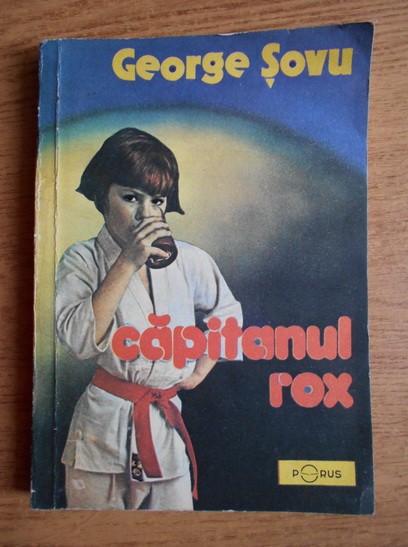 George Șovu
căpitanul
rox
PORUS